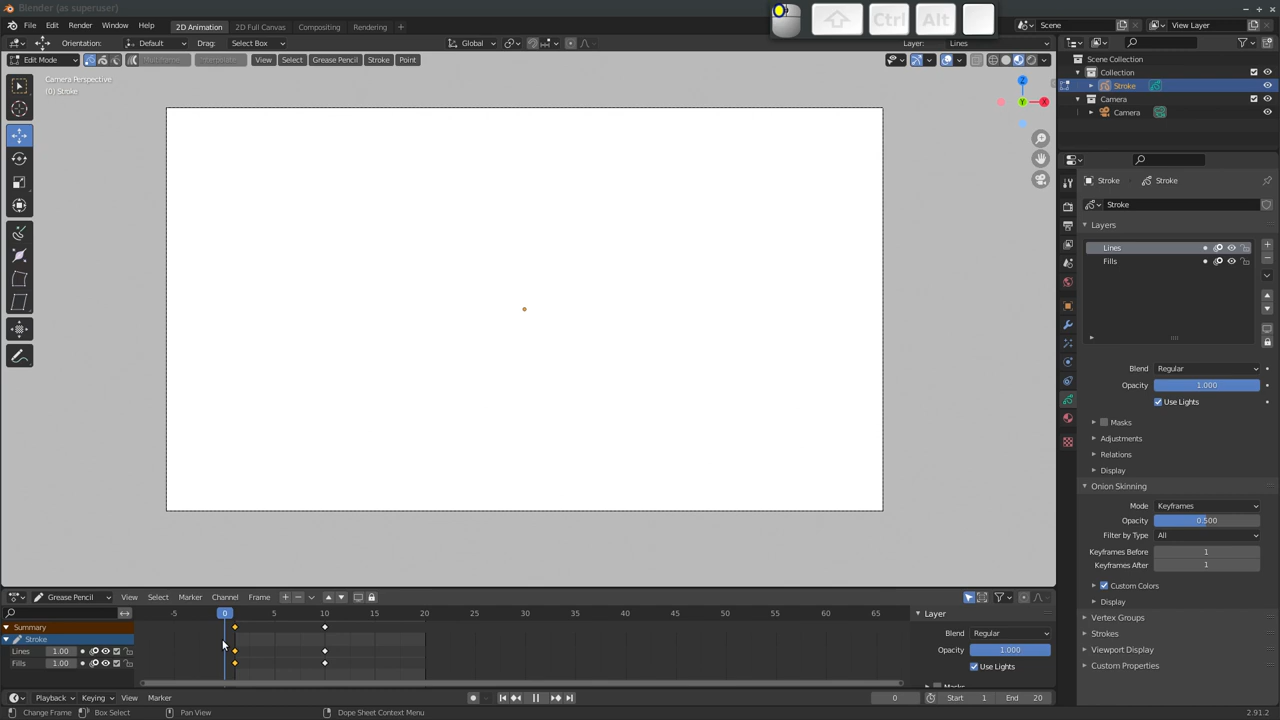 Blender (as superuser)
File Edit Render Window Help 2D Animation 2D Full Canvas Compositing Rendering Scene View Layer
Shift Ctrl Alt
Orientation: Default Drag: Select Box Global Layer: Lines
Edit Mode View Select Grease Pencil Stroke Point
Camera Perspective
(0) Stroke
Z
Y X
Scene Collection
Collection
Stroke
Camera
Camera
Stroke Stroke
Stroke
Layers
Lines
Fills
Blend Regular
Opacity 1.000
Use Lights
Masks
Adjustments
Relations
Display
Onion Skinning
Mode Keyframes
Opacity 0.500
Filter by Type All
Keyframes Before 1
Keyframes After 1
Custom Colors
Display
Vertex Groups
Strokes
Viewport Display
Custom Properties
Grease Pencil View Select Marker Channel Frame
-5 0 5 10 15 20 25 30 35 40 45 50 55 60 65
Summary
Stroke
Lines 1.00
Fills 1.00
Layer
Blend Regular
Opacity 1.000
Use Lights
Playback Keying View Marker 0 Start 1 End 20
Change Frame Box Select Pan View Dope Sheet Context Menu 2.91.2